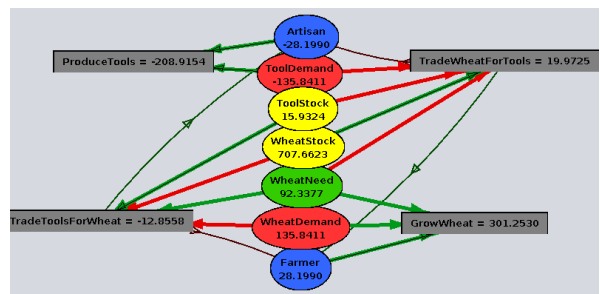 Artisan
-28.1990
ProduceTools = -208.9154
TradeWheatForTools = 19.9725
ToolDemand
-135.8411
ToolStock
15.9324
WheatStock
707.6623
WheatNeed
92.3377
TradeToolsForWheat = -12.8558
WheatDemand
135.8411
GrowWheat = 301.2530
Farmer
28.1990